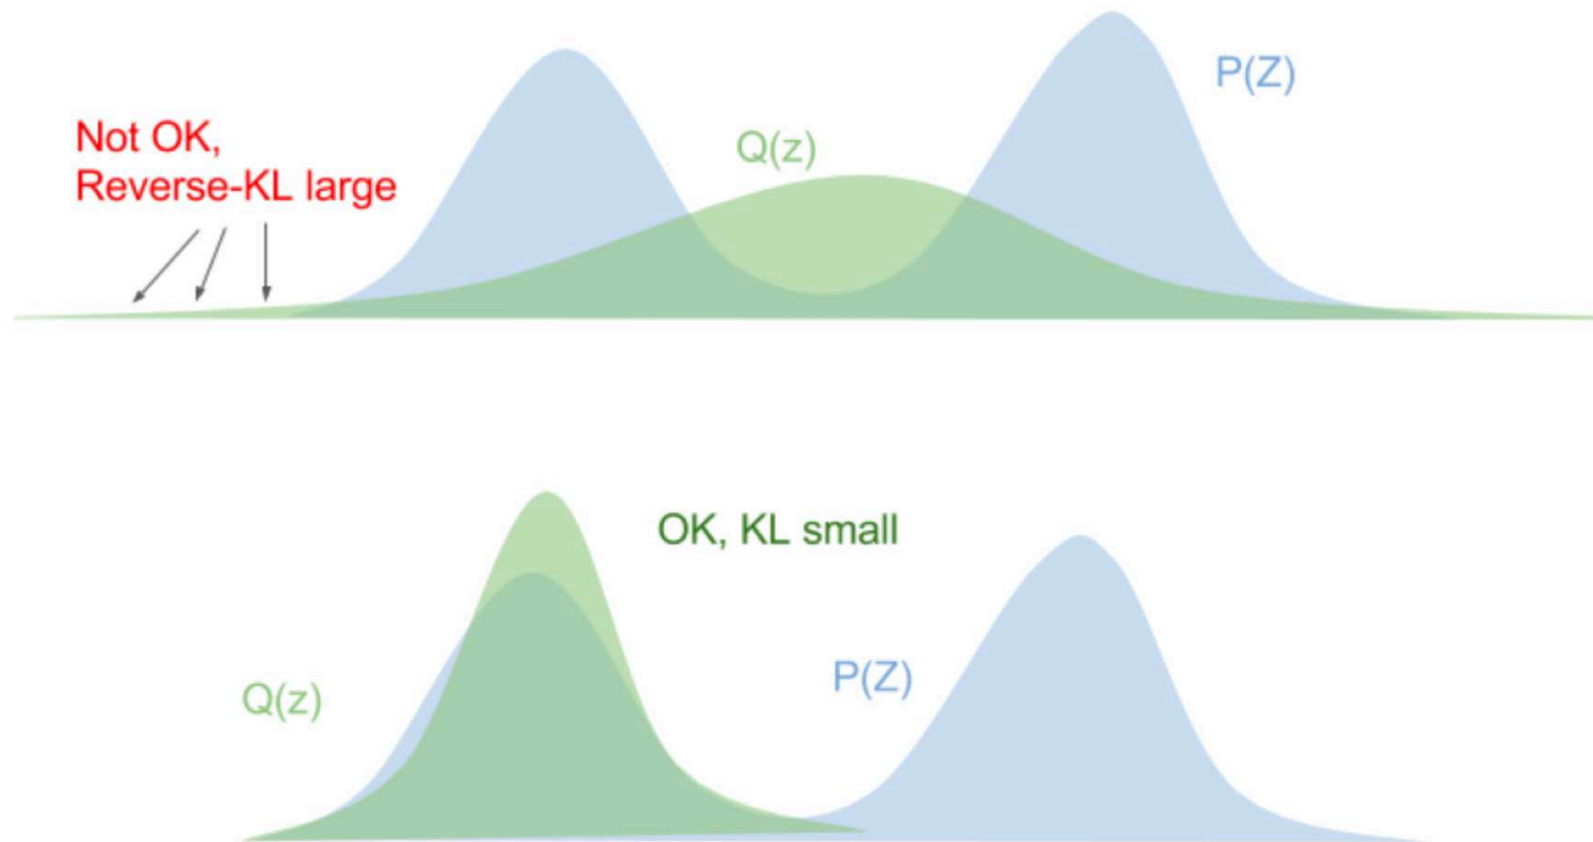 P(Z)
Not OK,
Reverse-KL large
Q(z)
OK, KL small
Q(z)
P(Z)